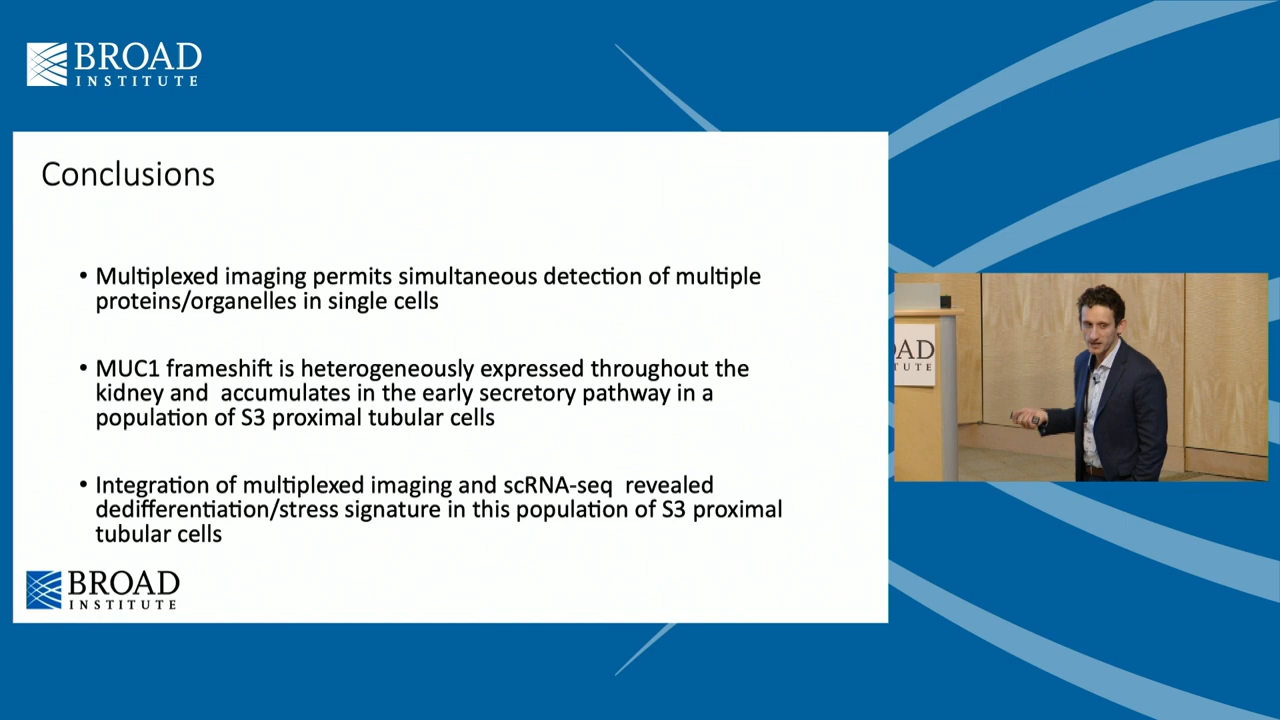 BROAD
INSTITUTE
Conclusions
• Multiplexed imaging permits simultaneous detection of multiple
proteins/organelles in single cells
• MUC1 frameshift is heterogeneously expressed throughout the
kidney and  accumulates in the early secretory pathway in a
population of S3 proximal tubular cells
• Integration of multiplexed imaging and scRNA-seq  revealed
dedifferentiation/stress signature in this population of S3 proximal
tubular cells
BROAD
INSTITUTE
AD
TUTE